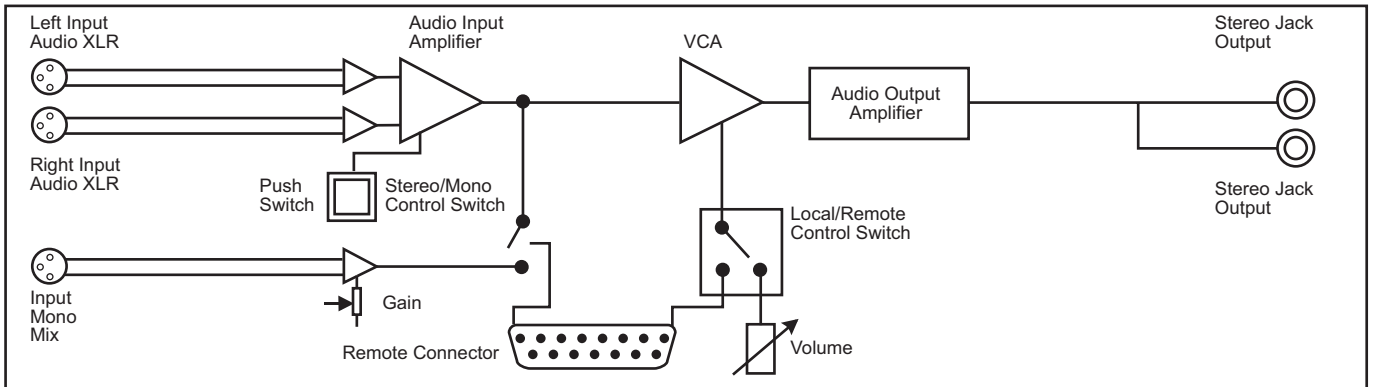 Left Input
Audio XLR
Audio Input
Amplifier
VCA
Stereo Jack
Output
Audio Output
Amplifier
Right Input
Audio XLR
Push
Switch
Stereo/Mono
Control Switch
Stereo Jack
Output
Local/Remote
Control Switch
Input
Mono
Mix
Gain
Remote Connector
Volume